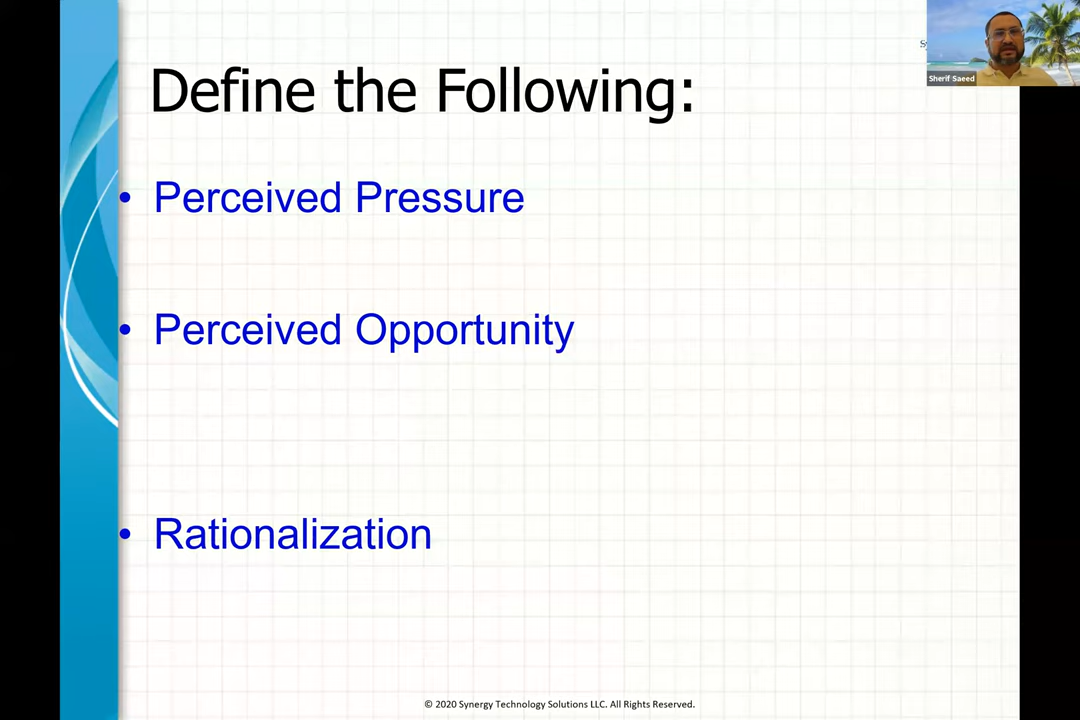 Define the Following:
Sherif Saeed
• Perceived Pressure
• Perceived Opportunity
• Rationalization
© 2020 Synergy Technology Solutions LLC. All Rights Reserved.